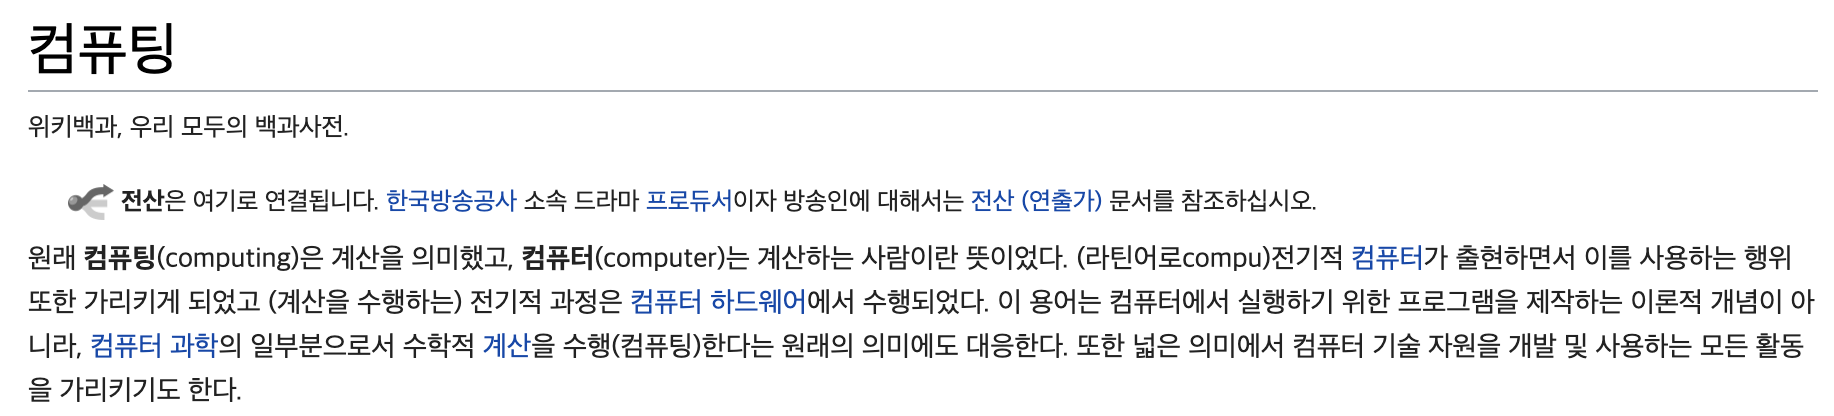 컴퓨팅
위키백과, 우리 모두의 백과사전.
전산은 여기로 연결됩니다. 한국방송공사 소속 드라마 프로듀서이자 방송인에 대해서는 전산 (연출가) 문서를 참조하십시오.
원래 컴퓨팅(computing)은 계산을 의미했고, 컴퓨터(computer)는 계산하는 사람이란 뜻이었다. (라틴어로compu)전기적 컴퓨터가 출현하면서 이를 사용하는 행위
또한 가리키게 되었고 (계산을 수행하는) 전기적 과정은 컴퓨터 하드웨어에서 수행되었다. 이 용어는 컴퓨터에서 실행하기 위한 프로그램을 제작하는 이론적 개념이 아
니라, 컴퓨터 과학의 일부분으로서 수학적 계산을 수행(컴퓨팅)한다는 원래의 의미에도 대응한다. 또한 넓은 의미에서 컴퓨터 기술 자원을 개발 및 사용하는 모든 활동
을 가리키기도 한다.